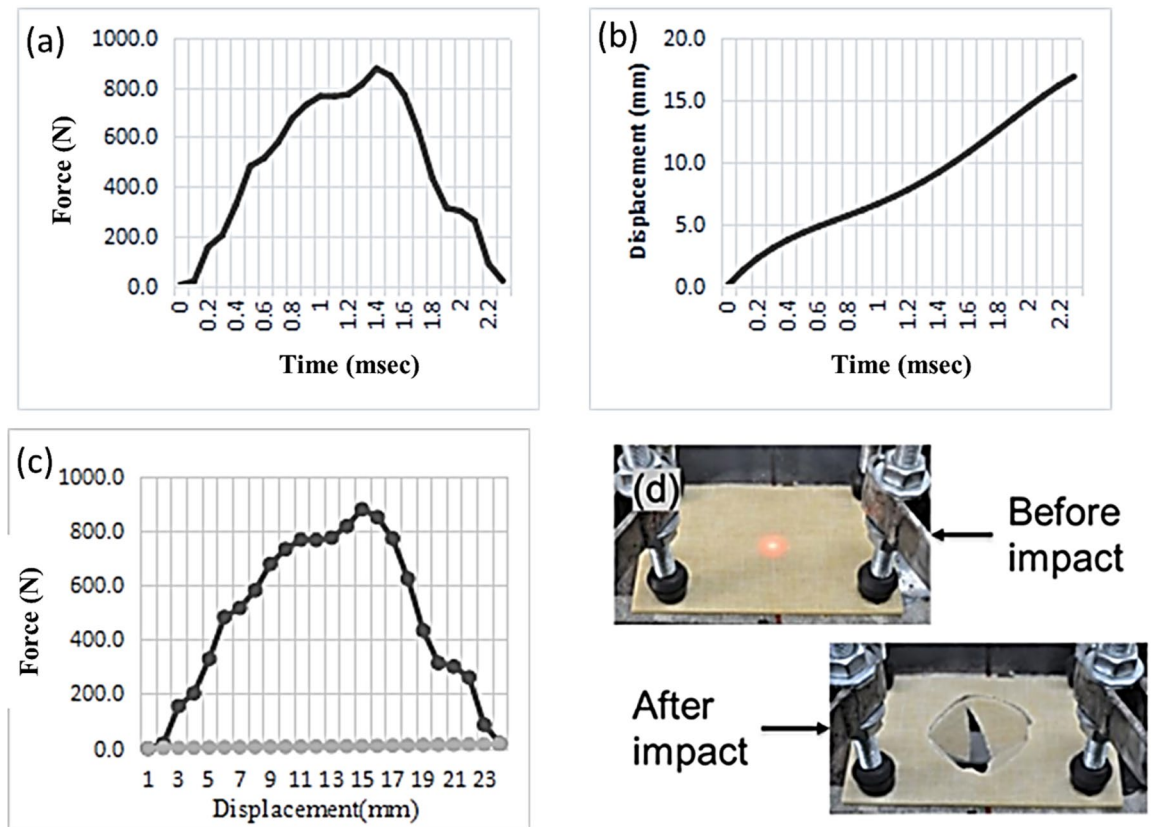 (a)
1000.0
800.0
600.0
400.0
200.0
0.0
Force (N)
0 0.2 0.4 0.6 0.8 1 1.2 1.4 1.6 1.8 2 2.2
Time (msec)
(b)
20.0
15.0
10.0
5.0
0.0
Displacement (mm)
0 0.2 0.4 0.6 0.8 1 1.2 1.4 1.6 1.8 2 2.2
Time (msec)
(c)
1000.0
800.0
600.0
400.0
200.0
0.0
Force (N)
1 3 5 7 9 11 13 15 17 19 21 23
Displacement(mm)
(d)
Before
impact
After
impact